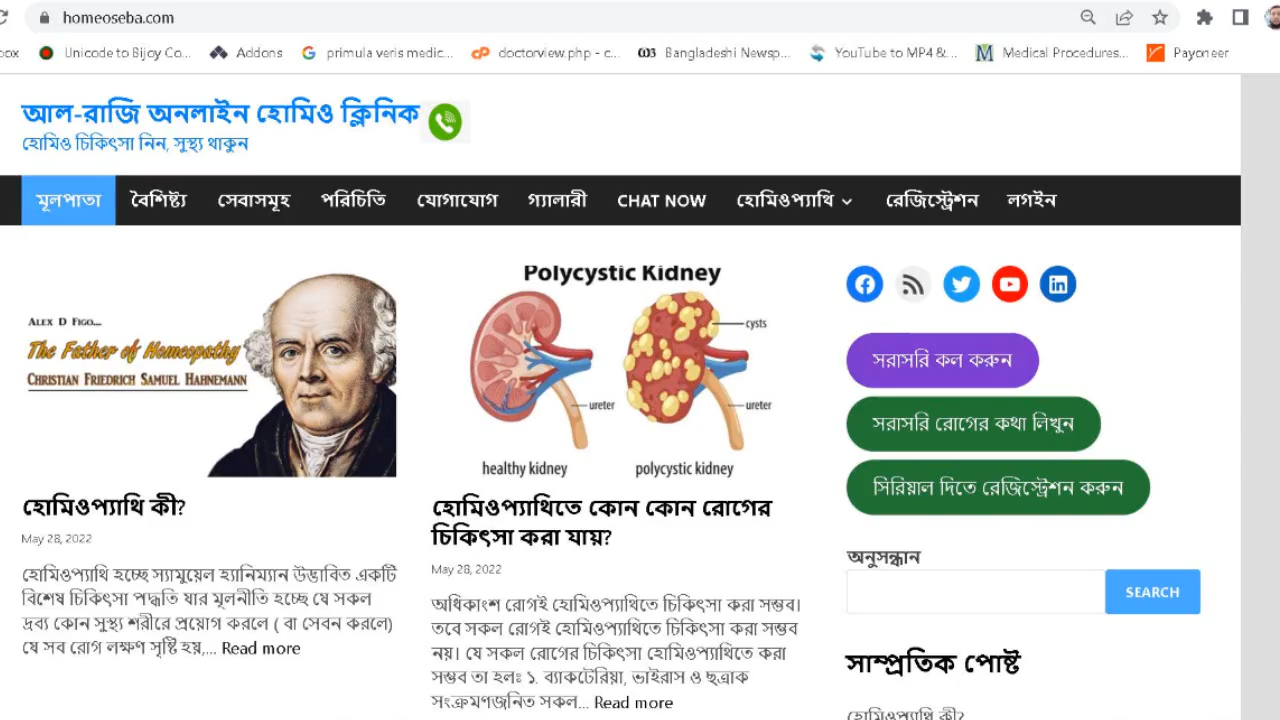 homeoseba.com
Unicode to Bijoy Co... Addons primula veris medic... doctorview.php - c... Bangladeshi Newsp... YouTube to MP4 &... Medical Procedures... Payoneer
আল-রাজি অনলাইন হোমিও ক্লিনিক
হোমিও চিকিৎসা নিন, সুস্থ্য থাকুন
মূলপাতা বৈশিষ্ট্য সেবাসমূহ পরিচিতি যোগাযোগ গ্যালারী CHAT NOW হোমিওপ্যাথি রেজিস্ট্রেশন লগইন
ALEX D FIGO...
The Father of Homeopathy
CHRISTIAN FRIEDRICH SAMUEL HAHNEMANN
হোমিওপ্যাথি কী?
May 28, 2022
হোমিওপ্যাথি হচ্ছে স্যামুয়েল হ্যানিম্যান উদ্ভাবিত একটি
বিশেষ চিকিৎসা পদ্ধতি যার মূলনীতি হচ্ছে যে সকল
দ্রব্য কোন সুস্থ্য শরীরে প্রয়োগ করলে ( বা সেবন করলে)
যে সব রোগ লক্ষণ সৃষ্টি হয়,... Read more
Polycystic Kidney
cysts
ureter
ureter
healthy kidney
polycystic kidney
হোমিওপ্যাথিতে কোন কোন রোগের
চিকিৎসা করা যায়?
May 28, 2022
অধিকাংশ রোগই হোমিওপ্যাথিতে চিকিৎসা করা সম্ভব।
তবে সকল রোগই হোমিওপ্যাথিতে চিকিৎসা করা সম্ভব
নয়। যে সকল রোগের চিকিৎসা হোমিওপ্যাথিতে করা
সম্ভব তা হলঃ ১. ব্যাকটেরিয়া, ভাইরাস ও ছত্রাক
সংক্রমণজনিত সকল... Read more
সরাসরি কল করুন
সরাসরি রোগের কথা লিখুন
সিরিয়াল দিতে রেজিস্ট্রেশন করুন
অনুসন্ধান
SEARCH
সাম্প্রতিক পোষ্ট
হোমিওপ্যাথি কী?